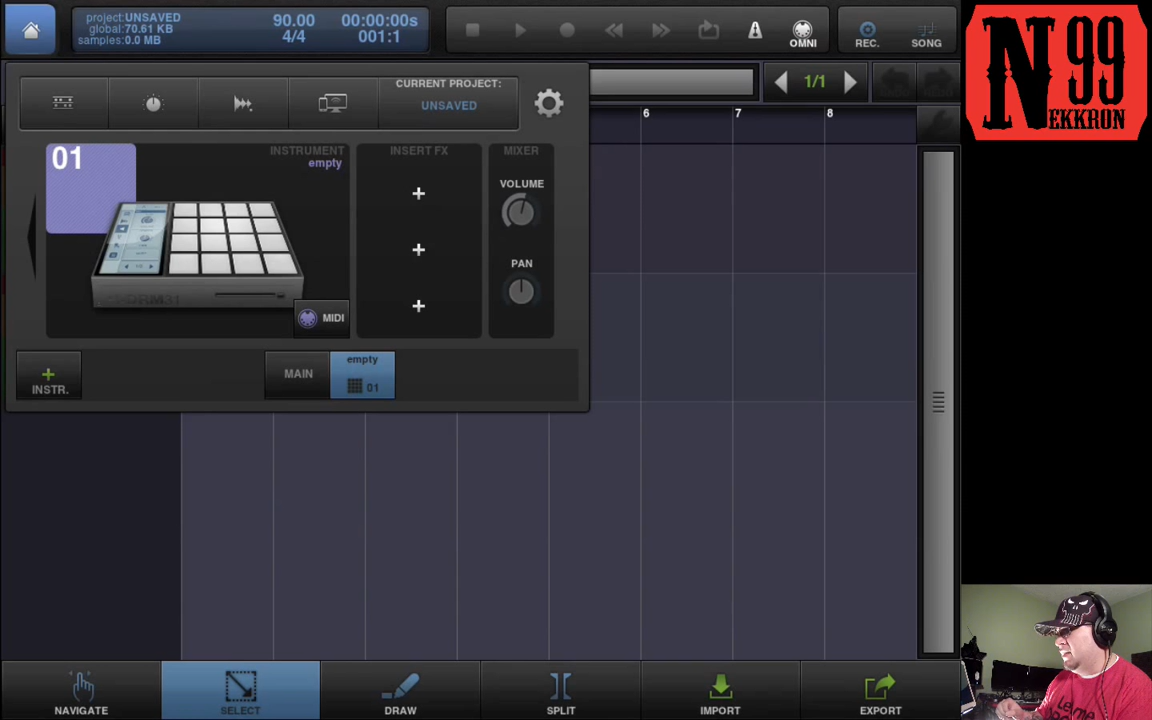 project:UNSAVED
global:70.61 KB
samples:0.0 MB
90.00
4/4
00:00:00s
001:1
OMNI
REC.
SONG
N 99
NEKKRON
CURRENT PROJECT:
UNSAVED
1/1
6
7
8
01
INSTRUMENT
empty
INSERT FX
+
+
+
MIXER
VOLUME
PAN
MIDI
+
INSTR.
MAIN
empty
01
NAVIGATE
SELECT
DRAW
SPLIT
IMPORT
EXPORT